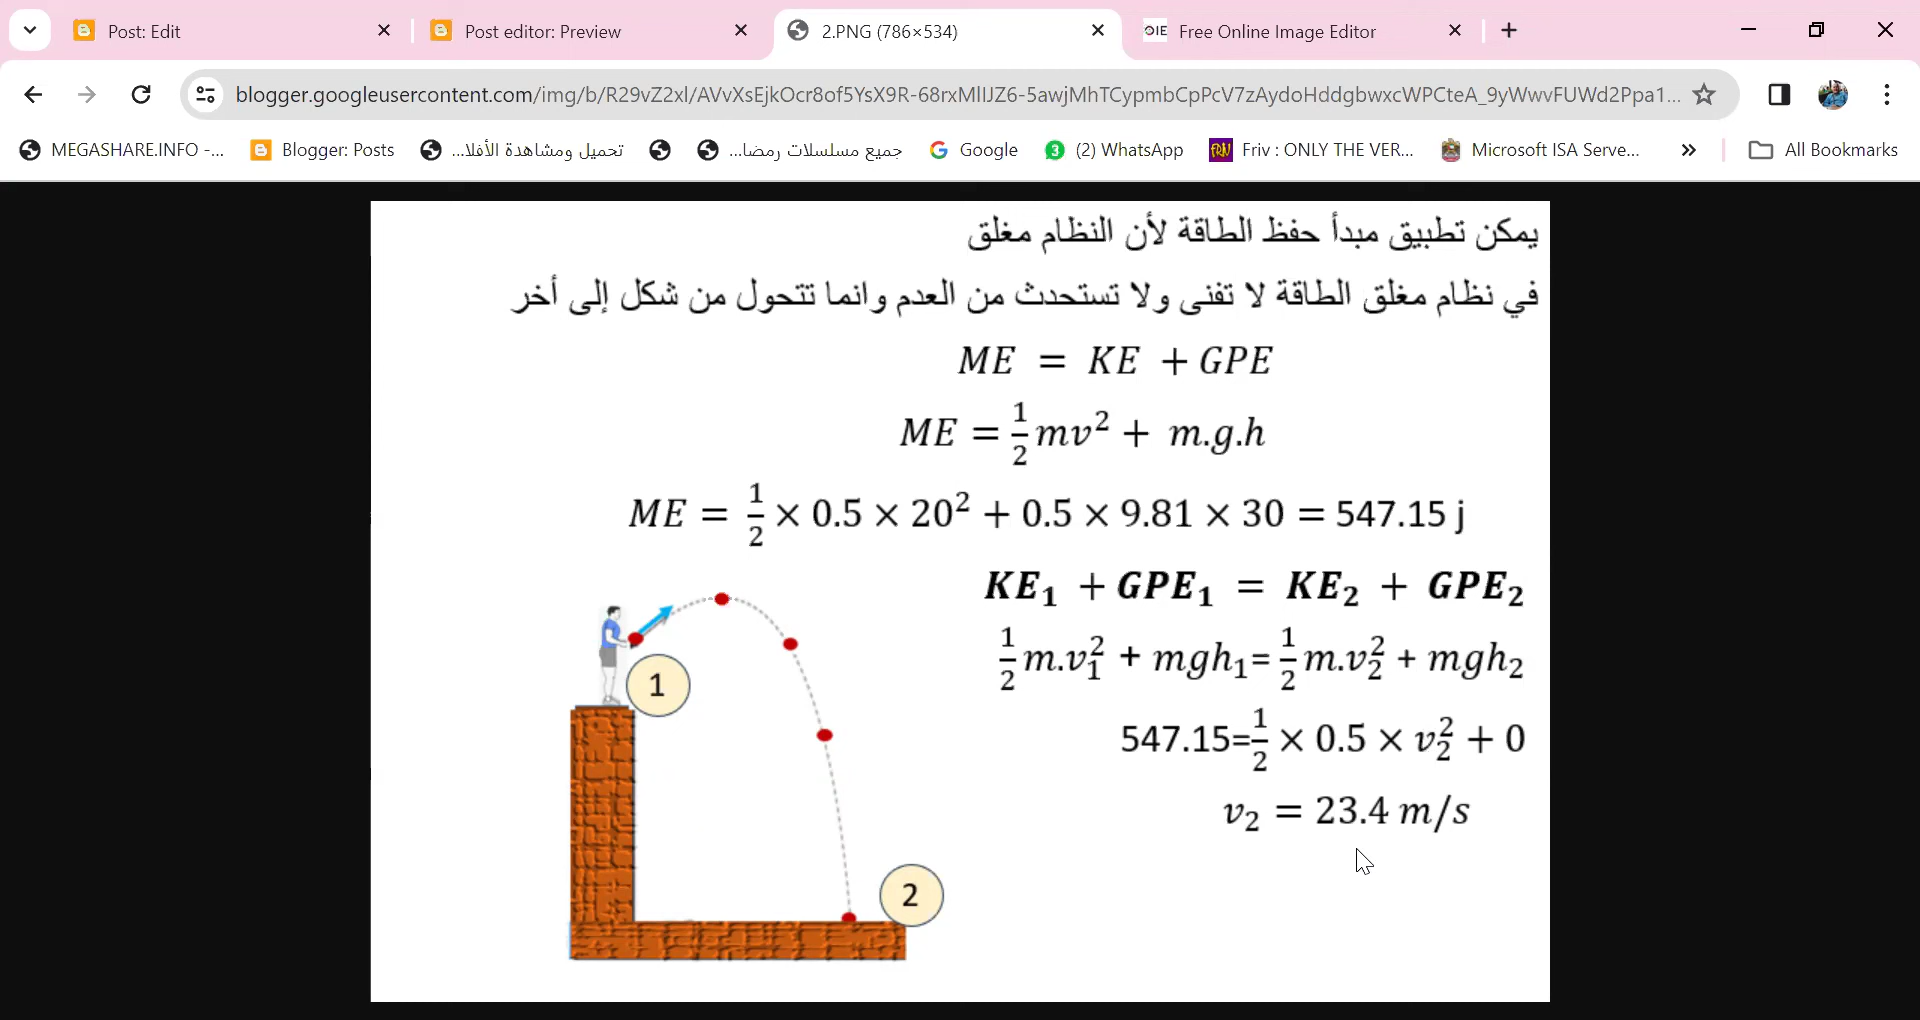 Post: Edit
Post editor: Preview
2.PNG (786×534)
OIE Free Online Image Editor
blogger.googleusercontent.com/img/b/R29vZ2xl/AVvXsEjkOcr8of5YsX9R-68rxMlIJZ6-5awjMhTCypmbCpPcV7zAydoHddgbwxcWPCteA_9yWwvFUWd2Ppa1...
MEGASHARE.INFO -...
Blogger: Posts
تحميل ومشاهدة الأفلا...
جميع مسلسلات رمضا...
Google
3 (2) WhatsApp
Friv : ONLY THE VER...
Microsoft ISA Serve...
All Bookmarks
يمكن تطبيق مبدأ حفظ الطاقة لأن النظام مغلق
في نظام مغلق الطاقة لا تفنى ولا تستحدث من العدم وانما تتحول من شكل إلى أخر
ME = KE + GPE
ME = 1/2 mv² + m.g.h
ME = 1/2 × 0.5 × 20² + 0.5 × 9.81 × 30 = 547.15 j
KE₁ + GPE₁ = KE₂ + GPE₂
1/2 m.v₁² + mgh₁= 1/2 m.v₂² + mgh₂
547.15= 1/2 × 0.5 × v₂² + 0
v₂ = 23.4 m/s
1
2